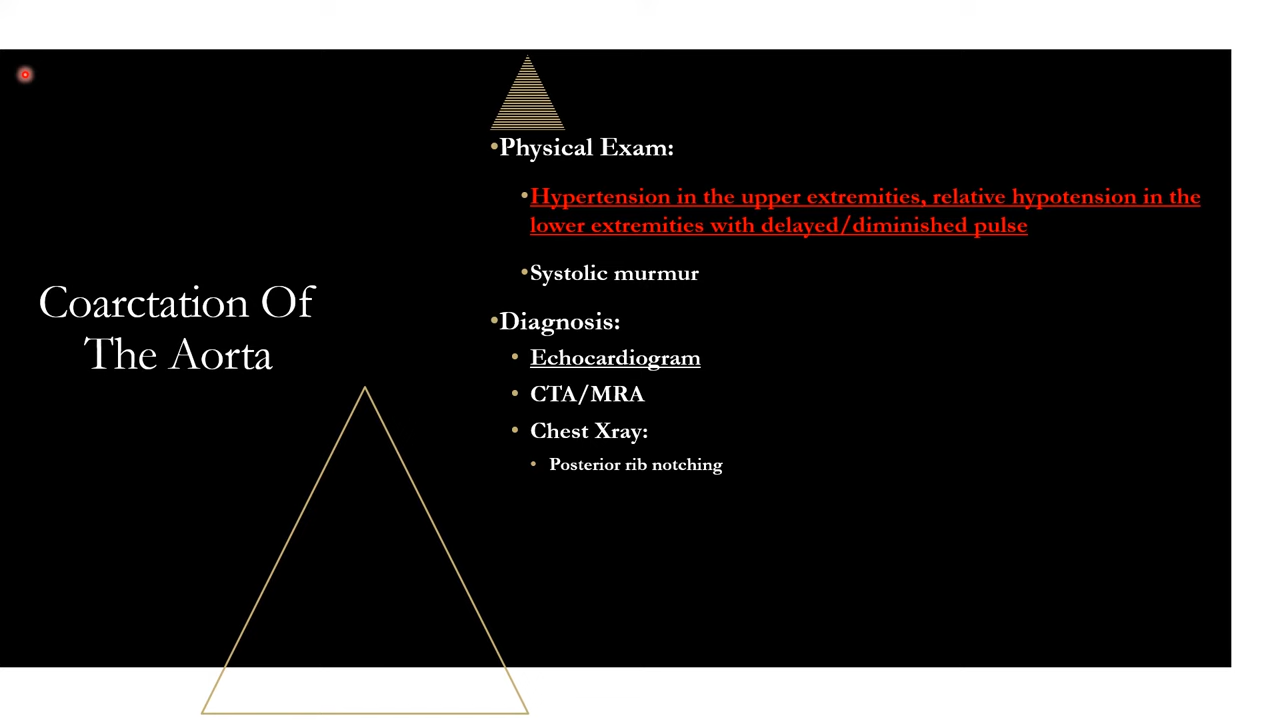 Coarctation Of
The Aorta
•Physical Exam:
•Hypertension in the upper extremities, relative hypotension in the
lower extremities with delayed/diminished pulse
•Systolic murmur
•Diagnosis:
• Echocardiogram
• CTA/MRA
• Chest Xray:
• Posterior rib notching